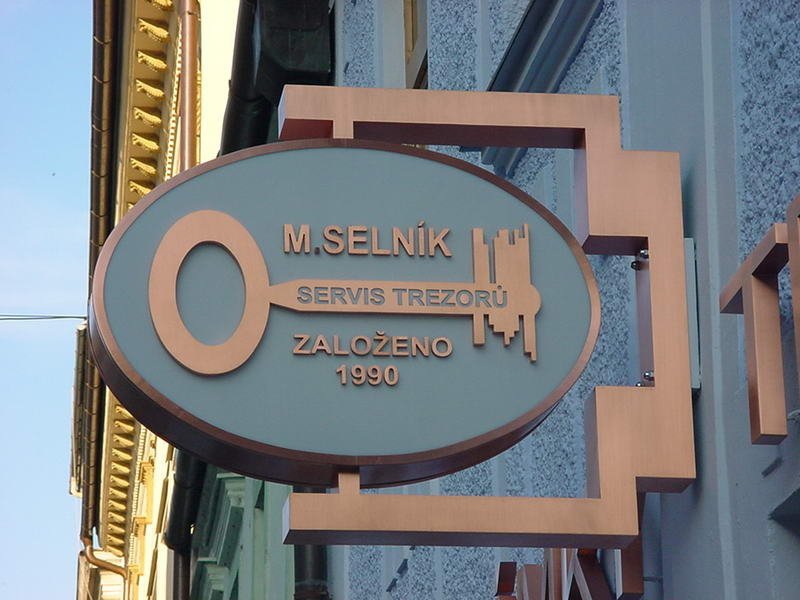 M.SELNÍK
SERVIS TREZORŮ
ZALOŽENO
1990